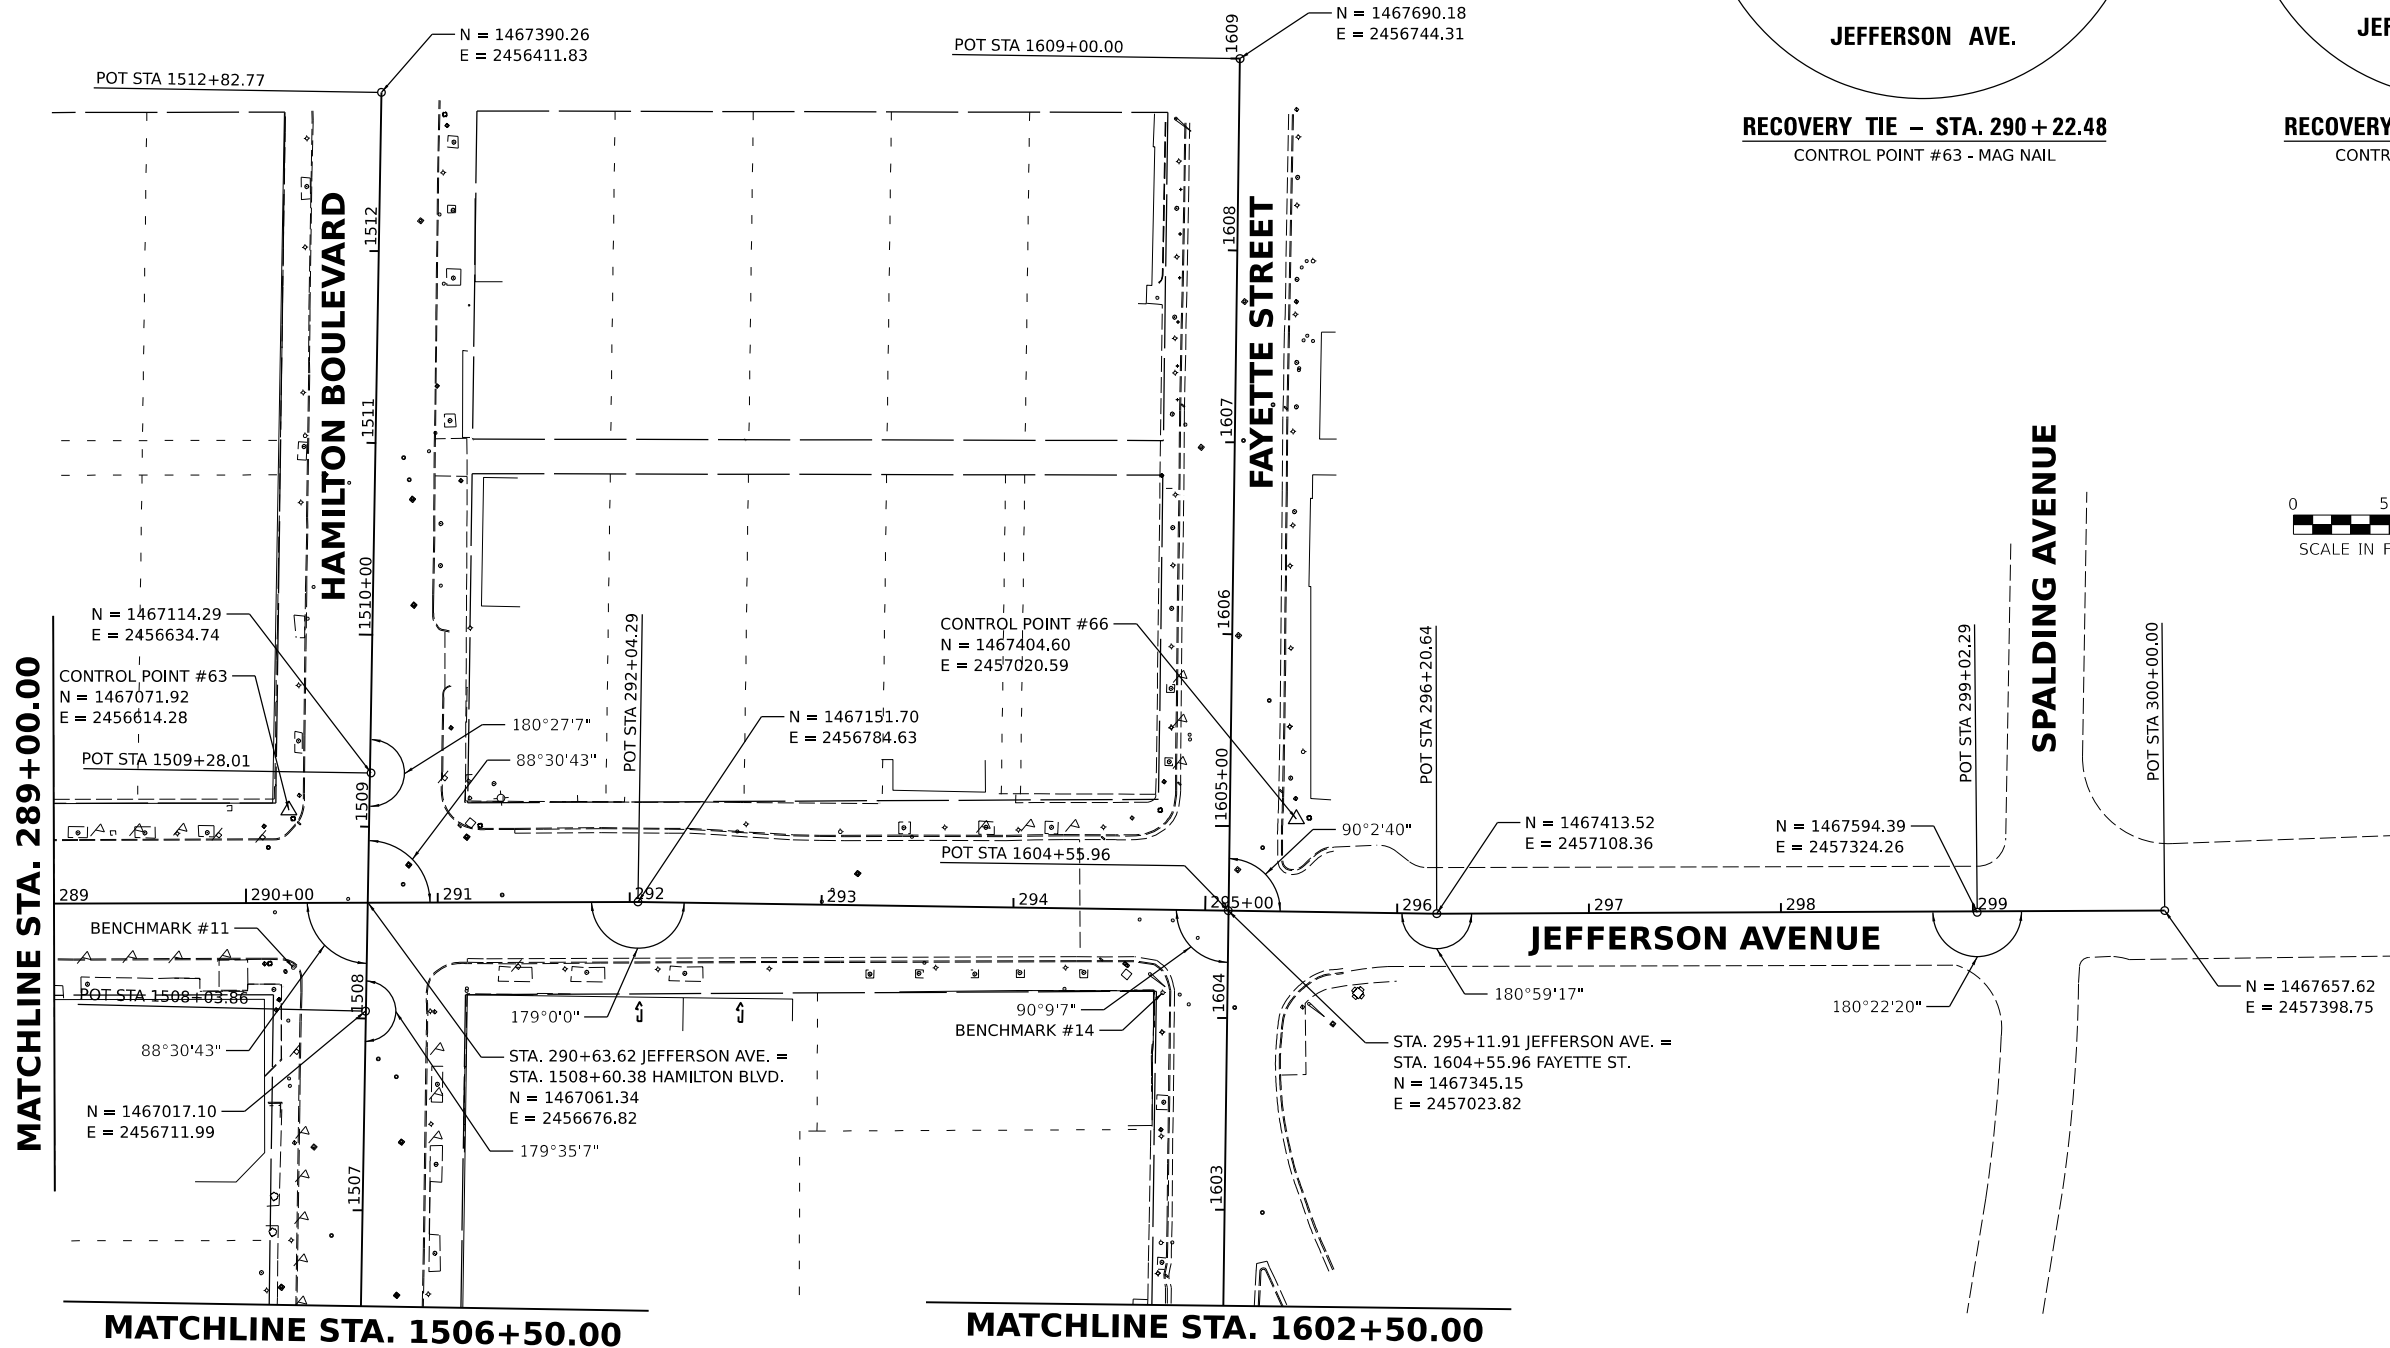 N = 1467390.26
E = 2456411.83
POT STA 1512+82.77
POT STA 1609+00.00
1609
N = 1467690.18
E = 2456744.31
JEFFERSON AVE.
RECOVERY TIE – STA. 290+22.48
CONTROL POINT #63 - MAG NAIL
JEF
RECOVERY
CONTR
HAMILTON BOULEVARD
1512
1511
1510+00
1509
1508
1507
FAYETTE STREET
1608
1607
1606
1605+00
1604
1603
SPALDING AVENUE
0 5
SCALE IN F
N = 1467114.29
E = 2456634.74
CONTROL POINT #63
N = 1467071.92
E = 2456614.28
POT STA 1509+28.01
MATCHLINE STA. 289+00.00
180°27'7"
88°30'43"
POT STA 292+04.29
N = 1467151.70
E = 2456784.63
CONTROL POINT #66
N = 1467404.60
E = 2457020.59
POT STA 1604+55.96
90°2'40"
POT STA 296+20.64
N = 1467413.52
E = 2457108.36
N = 1467594.39
E = 2457324.26
POT STA 299+02.29
POT STA 300+00.00
289
290+00
291
292
293
294
295+00
296
297
298
299
JEFFERSON AVENUE
BENCHMARK #11
POT STA 1508+03.86
88°30'43"
N = 1467017.10
E = 2456711.99
179°0'0"
STA. 290+63.62 JEFFERSON AVE. =
STA. 1508+60.38 HAMILTON BLVD.
N = 1467061.34
E = 2456676.82
179°35'7"
90°9'7"
BENCHMARK #14
180°59'17"
STA. 295+11.91 JEFFERSON AVE. =
STA. 1604+55.96 FAYETTE ST.
N = 1467345.15
E = 2457023.82
180°22'20"
N = 1467657.62
E = 2457398.75
MATCHLINE STA. 1506+50.00
MATCHLINE STA. 1602+50.00